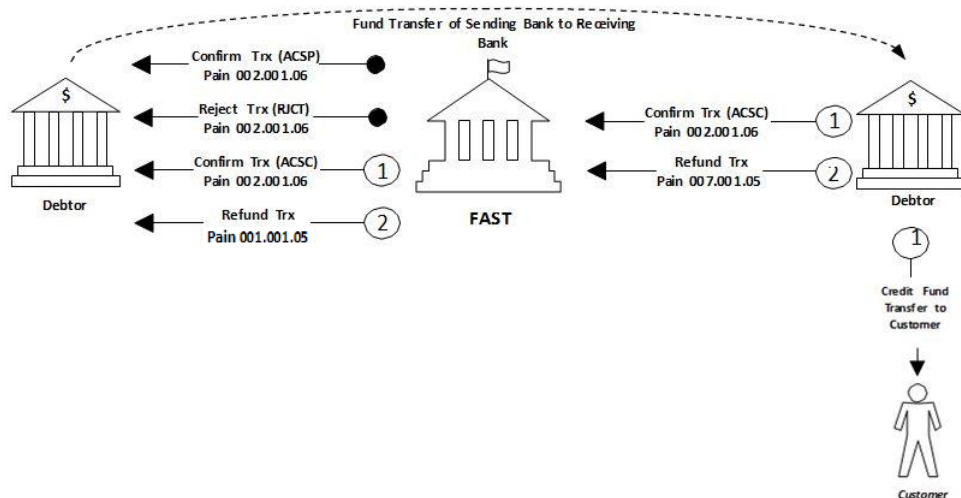 Fund Transfer of Sending Bank to Receiving
Bank
Confirm Trx (ACSP)
Pain 002.001.06
$
Reject Trx (RJCT)
Pain 002.001.06
Confirm Trx (ACSC)
Pain 002.001.06
1
Debtor
Refund Trx
Pain 001.001.05
2
FAST
Confirm Trx (ACSC)
Pain 002.001.06
1
$
Refund Trx
Pain 007.001.05
2
Debtor
1
Credit Fund
Transfer to
Customer
Customer